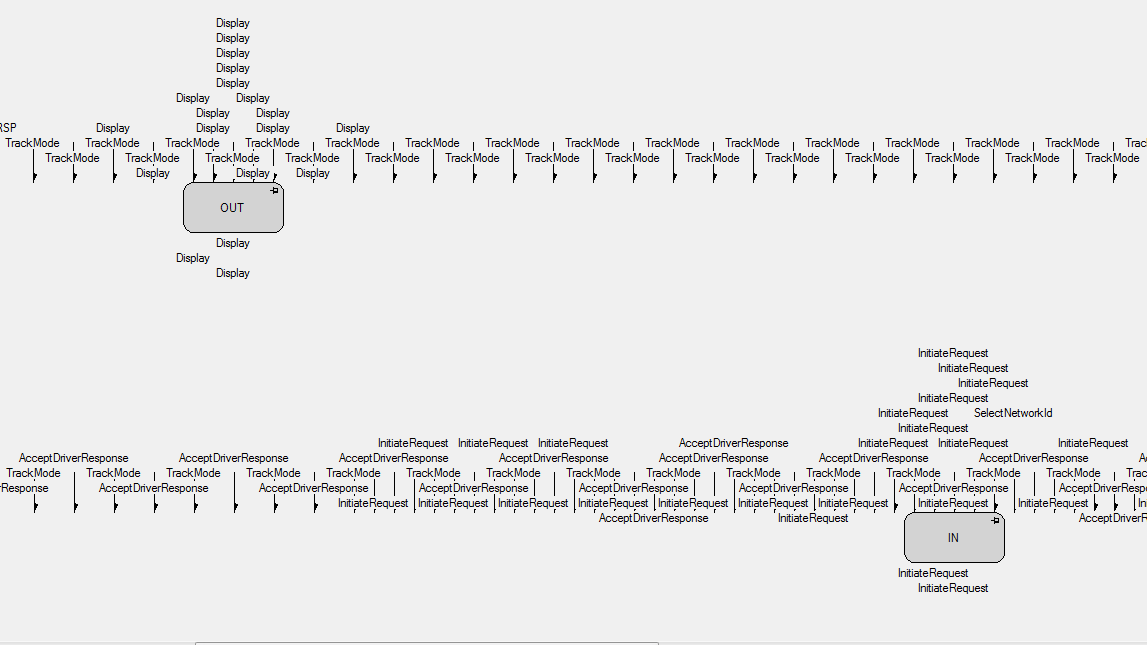 Display
Display
Display
Display
Display
Display Display
Display Display
RSP Display Display Display Display
TrackMode TrackMode TrackMode TrackMode TrackMode TrackMode TrackMode TrackMode TrackMode TrackMode TrackMode TrackMode TrackMode TrackMode
TrackMode TrackMode TrackMode TrackMode TrackMode TrackMode TrackMode TrackMode TrackMode TrackMode TrackMode TrackMode TrackMode TrackMode
Display Display Display
OUT
Display
Display
Display
InitiateRequest
InitiateRequest
InitiateRequest
InitiateRequest
InitiateRequest SelectNetworkId
InitiateRequest
InitiateRequest InitiateRequest InitiateRequest AcceptDriverResponse InitiateRequest InitiateRequest InitiateRequest
AcceptDriverResponse AcceptDriverResponse AcceptDriverResponse AcceptDriverResponse AcceptDriverResponse AcceptDriverResponse AcceptDriverResponse
TrackMode TrackMode TrackMode TrackMode TrackMode TrackMode TrackMode TrackMode TrackMode TrackMode TrackMode TrackMode TrackMode TrackMode
rResponse AcceptDriverResponse AcceptDriverResponse AcceptDriverResponse AcceptDriverResponse AcceptDriverResponse AcceptDriverResponse AcceptDriverRespo
InitiateRequest InitiateRequest InitiateRequest InitiateRequest InitiateRequest InitiateRequest InitiateRequest InitiateRequest InitiateRequest
AcceptDriverResponse InitiateRequest AcceptDriverR
IN
InitiateRequest
InitiateRequest